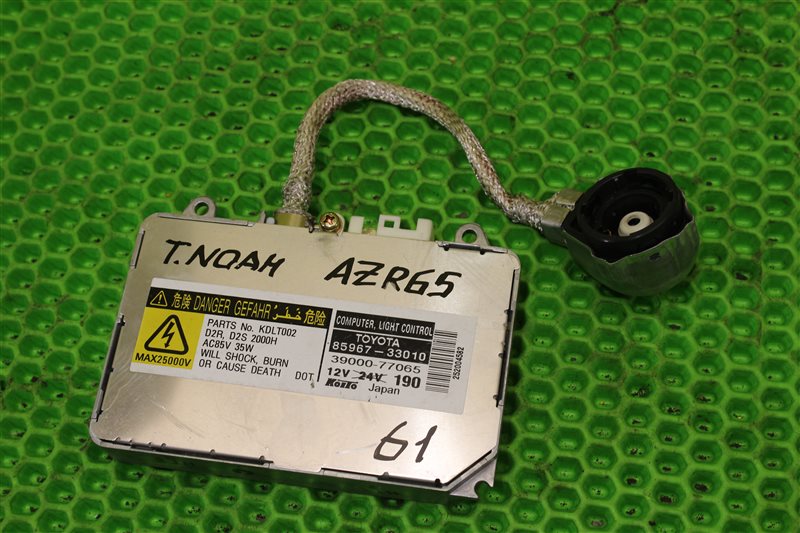 T.NOAH AZR65
危険 DANGER GEFAHR خطر 危险
PARTS No. KDLT002
D2R, D2S 2000H
AC85V 35W
WILL SHOCK, BURN
OR CAUSE DEATH DOT
MAX25000V
COMPUTER, LIGHT CONTROL
TOYOTA
85967-33010
39000-77065
12V 24V 190
KOITO Japan
252004582
61